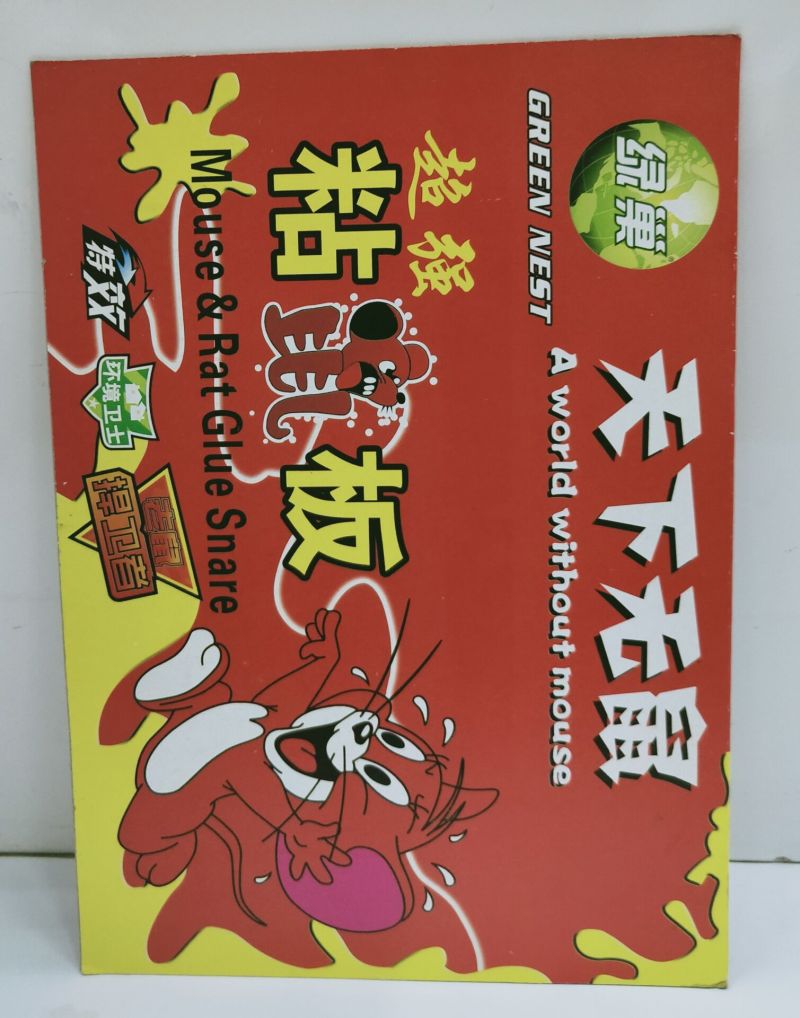 绿巢
GREEN NEST
天下无鼠
A world without mouse
超强
粘鼠板
Mouse & Rat Glue Snare
特效
环境卫士
捍卫者